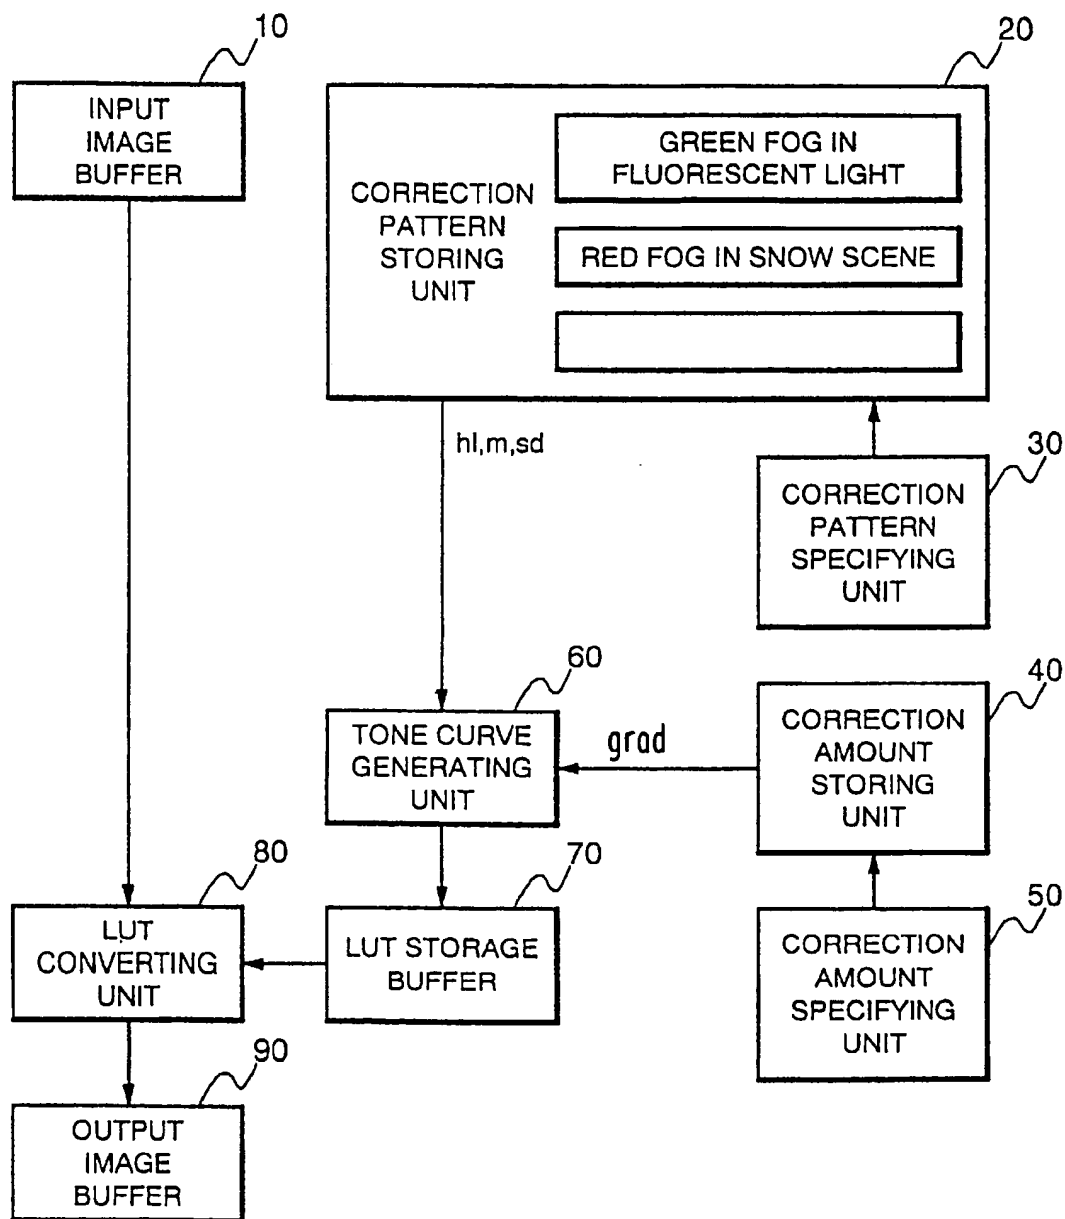 10
INPUT
IMAGE
BUFFER
20
CORRECTION
PATTERN
STORING
UNIT
GREEN FOG IN
FLUORESCENT LIGHT
RED FOG IN SNOW SCENE
hl,m,sd
30
CORRECTION
PATTERN
SPECIFYING
UNIT
60
TONE CURVE
GENERATING
UNIT
grad
40
CORRECTION
AMOUNT
STORING
UNIT
80
LUT
CONVERTING
UNIT
70
LUT STORAGE
BUFFER
50
CORRECTION
AMOUNT
SPECIFYING
UNIT
90
OUTPUT
IMAGE
BUFFER